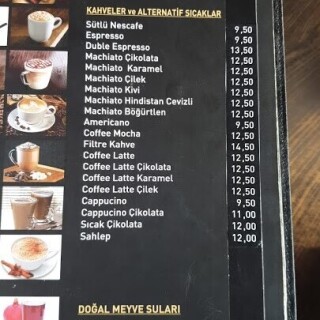 KAHVELER ve ALTERNATİF SICAKLAR
Sütlü Nescafe 9,50
Espresso 9,50
Duble Espresso 13,50
Machiato Çikolata 12,50
Machiato Karamel 12,50
Machiato Çilek 12,50
Machiato Kivi 12,50
Machiato Hindistan Cevizli 12,50
Machiato Böğürtlen 12,50
Americano 9,50
Coffee Mocha 12,50
Filtre Kahve 14,50
Coffee Latte 12,50
Coffee Latte Çikolata 12,50
Coffee Latte Karamel 12,50
Coffee Latte Çilek 12,50
Cappucino 9,50
Cappucino Çikolata 11,00
Sıcak Çikolata 12,00
Sahlep 12,00
DOĞAL MEYVE SULARI